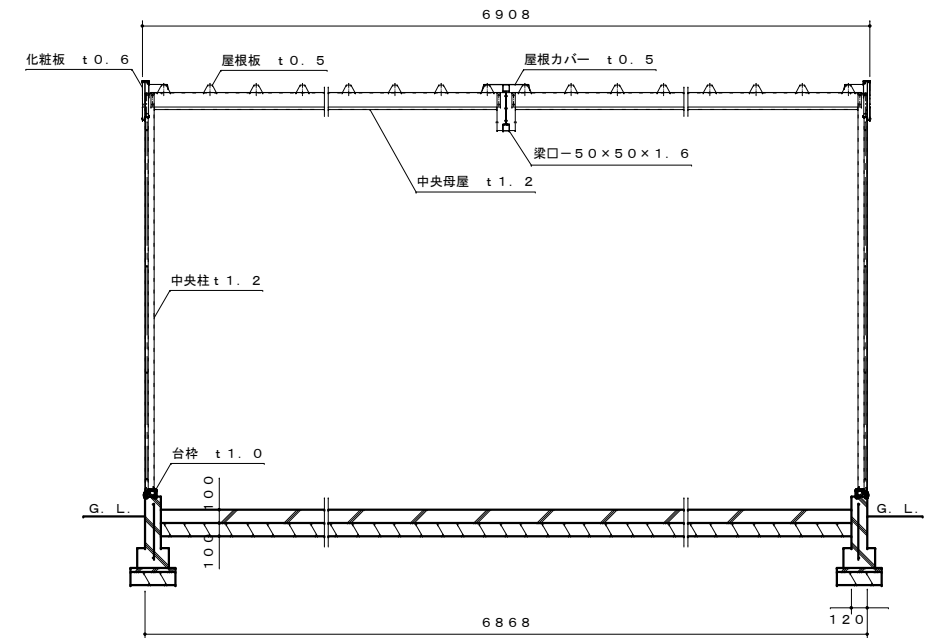 6908
化粧板 t0.6
屋根板 t0.5
屋根カバー t0.5
梁口－50×50×1.6
中央母屋 t1.2
中央柱t1.2
台枠 t1.0
100
G. L.
G. L.
100
120
6868